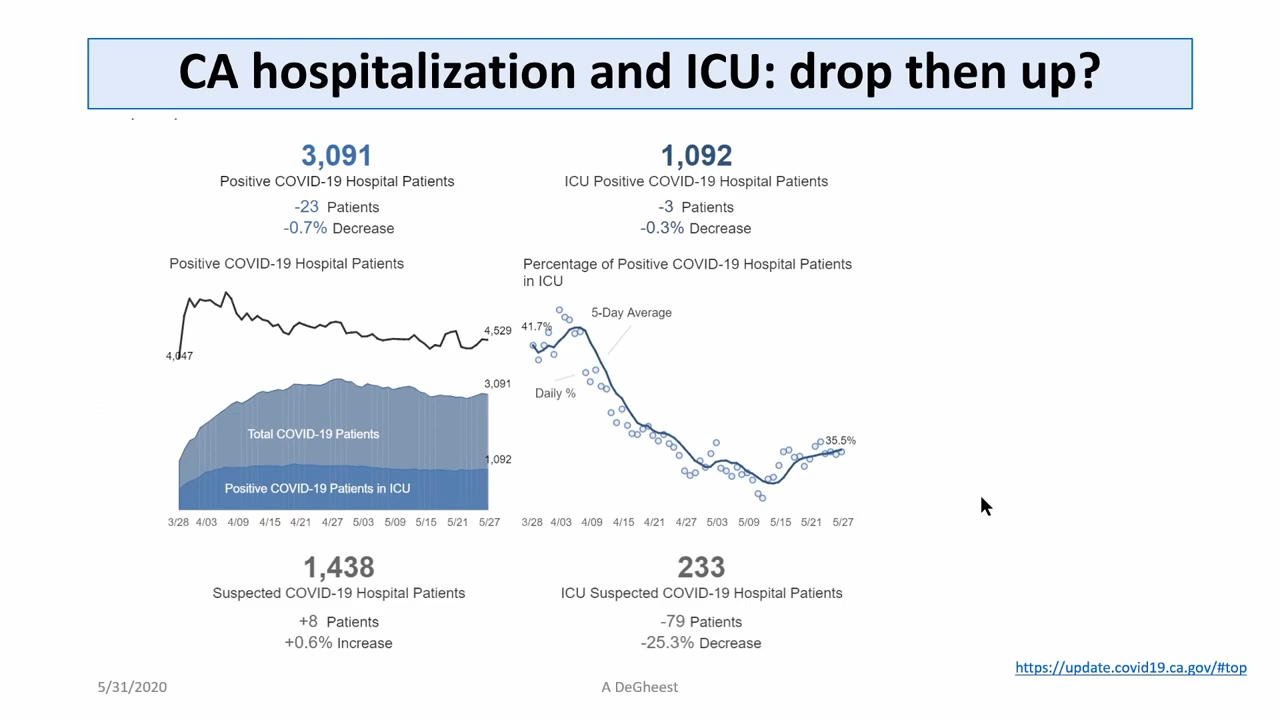 CA hospitalization and ICU: drop then up?
3,091
Positive COVID-19 Hospital Patients
-23 Patients
-0.7% Decrease
1,092
ICU Positive COVID-19 Hospital Patients
-3 Patients
-0.3% Decrease
Positive COVID-19 Hospital Patients
4,047
4,529
3,091
Total COVID-19 Patients
1,092
Positive COVID-19 Patients in ICU
3/28 4/03 4/09 4/15 4/21 4/27 5/03 5/09 5/15 5/21 5/27
Percentage of Positive COVID-19 Hospital Patients
in ICU
41.7%
5-Day Average
Daily %
35.5%
3/28 4/03 4/09 4/15 4/21 4/27 5/03 5/09 5/15 5/21 5/27
1,438
Suspected COVID-19 Hospital Patients
+8 Patients
+0.6% Increase
233
ICU Suspected COVID-19 Hospital Patients
-79 Patients
-25.3% Decrease
https://update.covid19.ca.gov/#top
5/31/2020
A DeGheest